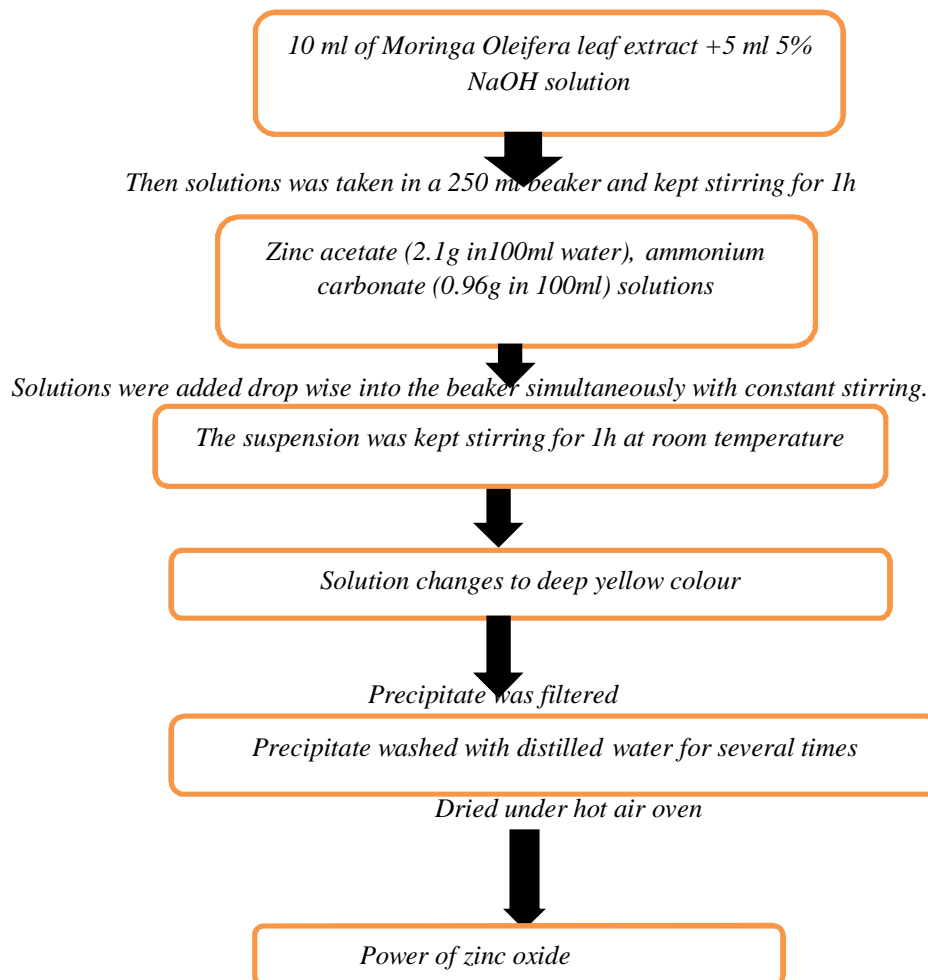 10 ml of Moringa Oleifera leaf extract +5 ml 5%
NaOH solution
Then solutions was taken in a 250 ml beaker and kept stirring for 1h
Zinc acetate (2.1g in100ml water), ammonium
carbonate (0.96g in 100ml) solutions
Solutions were added drop wise into the beaker simultaneously with constant stirring.
The suspension was kept stirring for 1h at room temperature
Solution changes to deep yellow colour
Precipitate was filtered
Precipitate washed with distilled water for several times
Dried under hot air oven
Power of zinc oxide